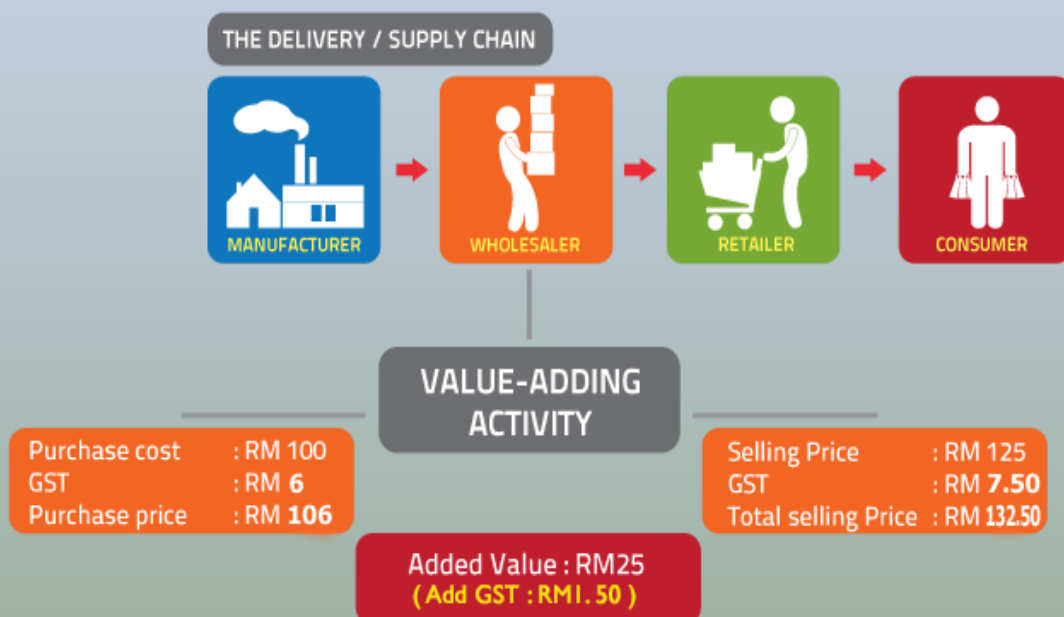 THE DELIVERY / SUPPLY CHAIN
MANUFACTURER
WHOLESALER
RETAILER
CONSUMER
VALUE-ADDING
ACTIVITY
Purchase cost : RM 100
GST : RM 6
Purchase price : RM 106
Selling Price : RM 125
GST : RM 7.50
Total selling Price : RM 132.50
Added Value : RM25
( Add GST : RM1.50 )